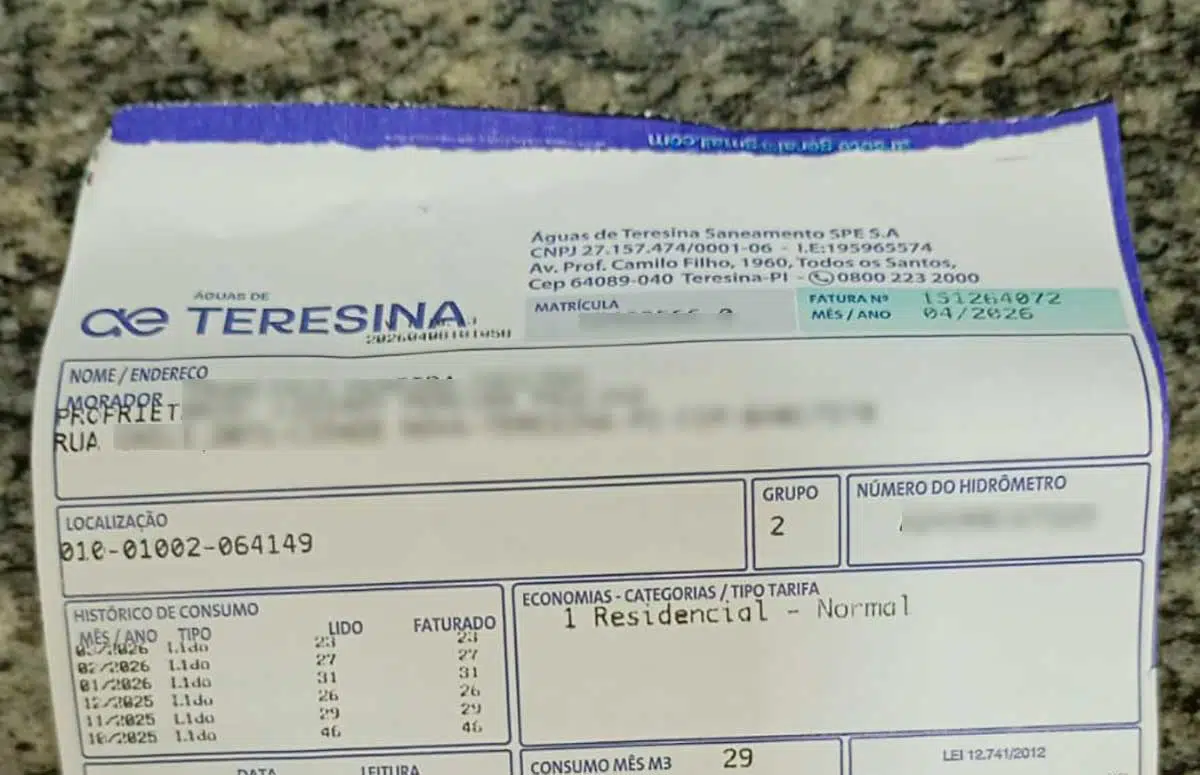 Águas de Teresina Saneamento SPE S.A
CNPJ 27.157.474/0001-06 - I.E:195965574
Av. Prof. Camilo Filho, 1960, Todos os Santos,
Cep 64089-040 Teresina-PI - 0800 223 2000
ÁGUAS DE
TERESINA
MATRÍCULA
FATURA Nº 151264072
MÊS / ANO 04/2026
NOME / ENDEREÇO
MORADOR
PROPRIET
RUA
LOCALIZAÇÃO
010-01002-064149
GRUPO
2
NÚMERO DO HIDRÔMETRO
HISTÓRICO DE CONSUMO
MÊS / ANO TIPO LIDO FATURADO
03/2026 Lido 23 23
02/2026 Lido 27 27
01/2026 Lido 31 31
12/2025 Lido 26 26
11/2025 Lido 29 29
10/2025 Lido 46 46
ECONOMIAS - CATEGORIAS / TIPO TARIFA
1 Residencial - Normal
DATA LEITURA
CONSUMO MÊS M3 29
LEI 12.741/2012